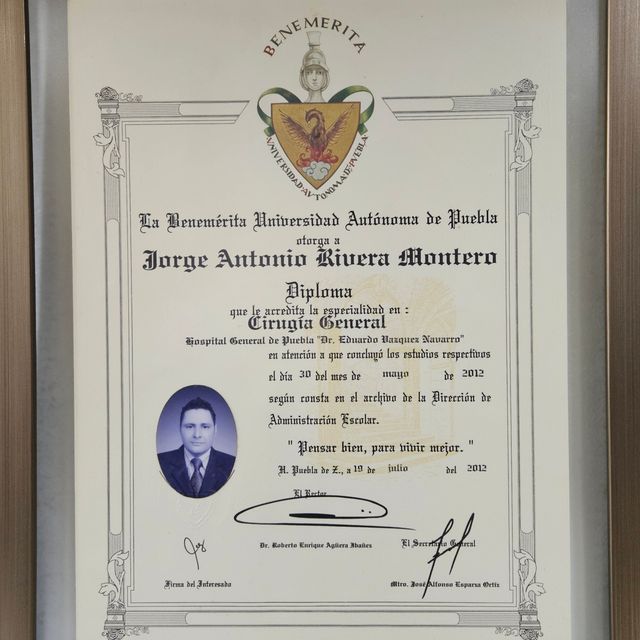 BENEMERITA
UNIVERSIDAD AVTONOMA DE PVEBLA
La Benemérita Universidad Autónoma de Puebla
otorga a
Jorge Antonio Rivera Montero
Diploma
que le acredita la especialidad en :
Cirugía General
Hospital General de Puebla "Dr. Eduardo Vazquez Navarro"
en atención a que concluyó los estudios respectivos
el día 30 del mes de mayo de 2012
según consta en el archivo de la Dirección de
Administración Escolar.
" Pensar bien, para vivir mejor. "
H. Puebla de Z., a 19 de julio del 2012
El Rector
Dr. Roberto Enrique Agüera Ibañes
El Secretario General
Firma del Interesado
Mtro. José Alfonso Esparza Ortiz